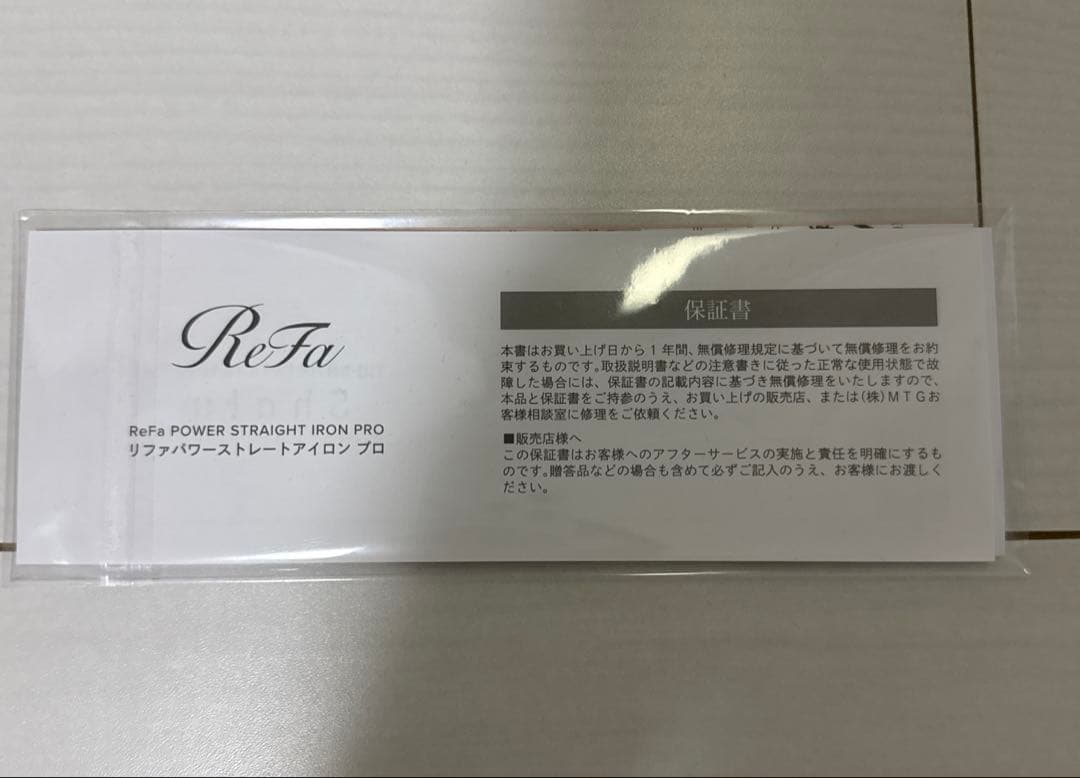 ReFa
ReFa POWER STRAIGHT IRON PRO
リファパワーストレートアイロン プロ
保証書
本書はお買い上げ日から1年間、無償修理規定に基づいて無償修理をお約
束するものです。取扱説明書などの注意書きに従った正常な使用状態で故
障した場合には、保証書の記載内容に基づき無償修理をいたしますので、
本品と保証書をご持参のうえ、お買い上げの販売店、または(株)MTGお
客様相談室に修理をご依頼ください。
■販売店様へ
この保証書はお客様へのアフターサービスの実施と責任を明確にするも
のです。贈答品などの場合も含めて必ずご記入のうえ、お客様にお渡しく
ださい。